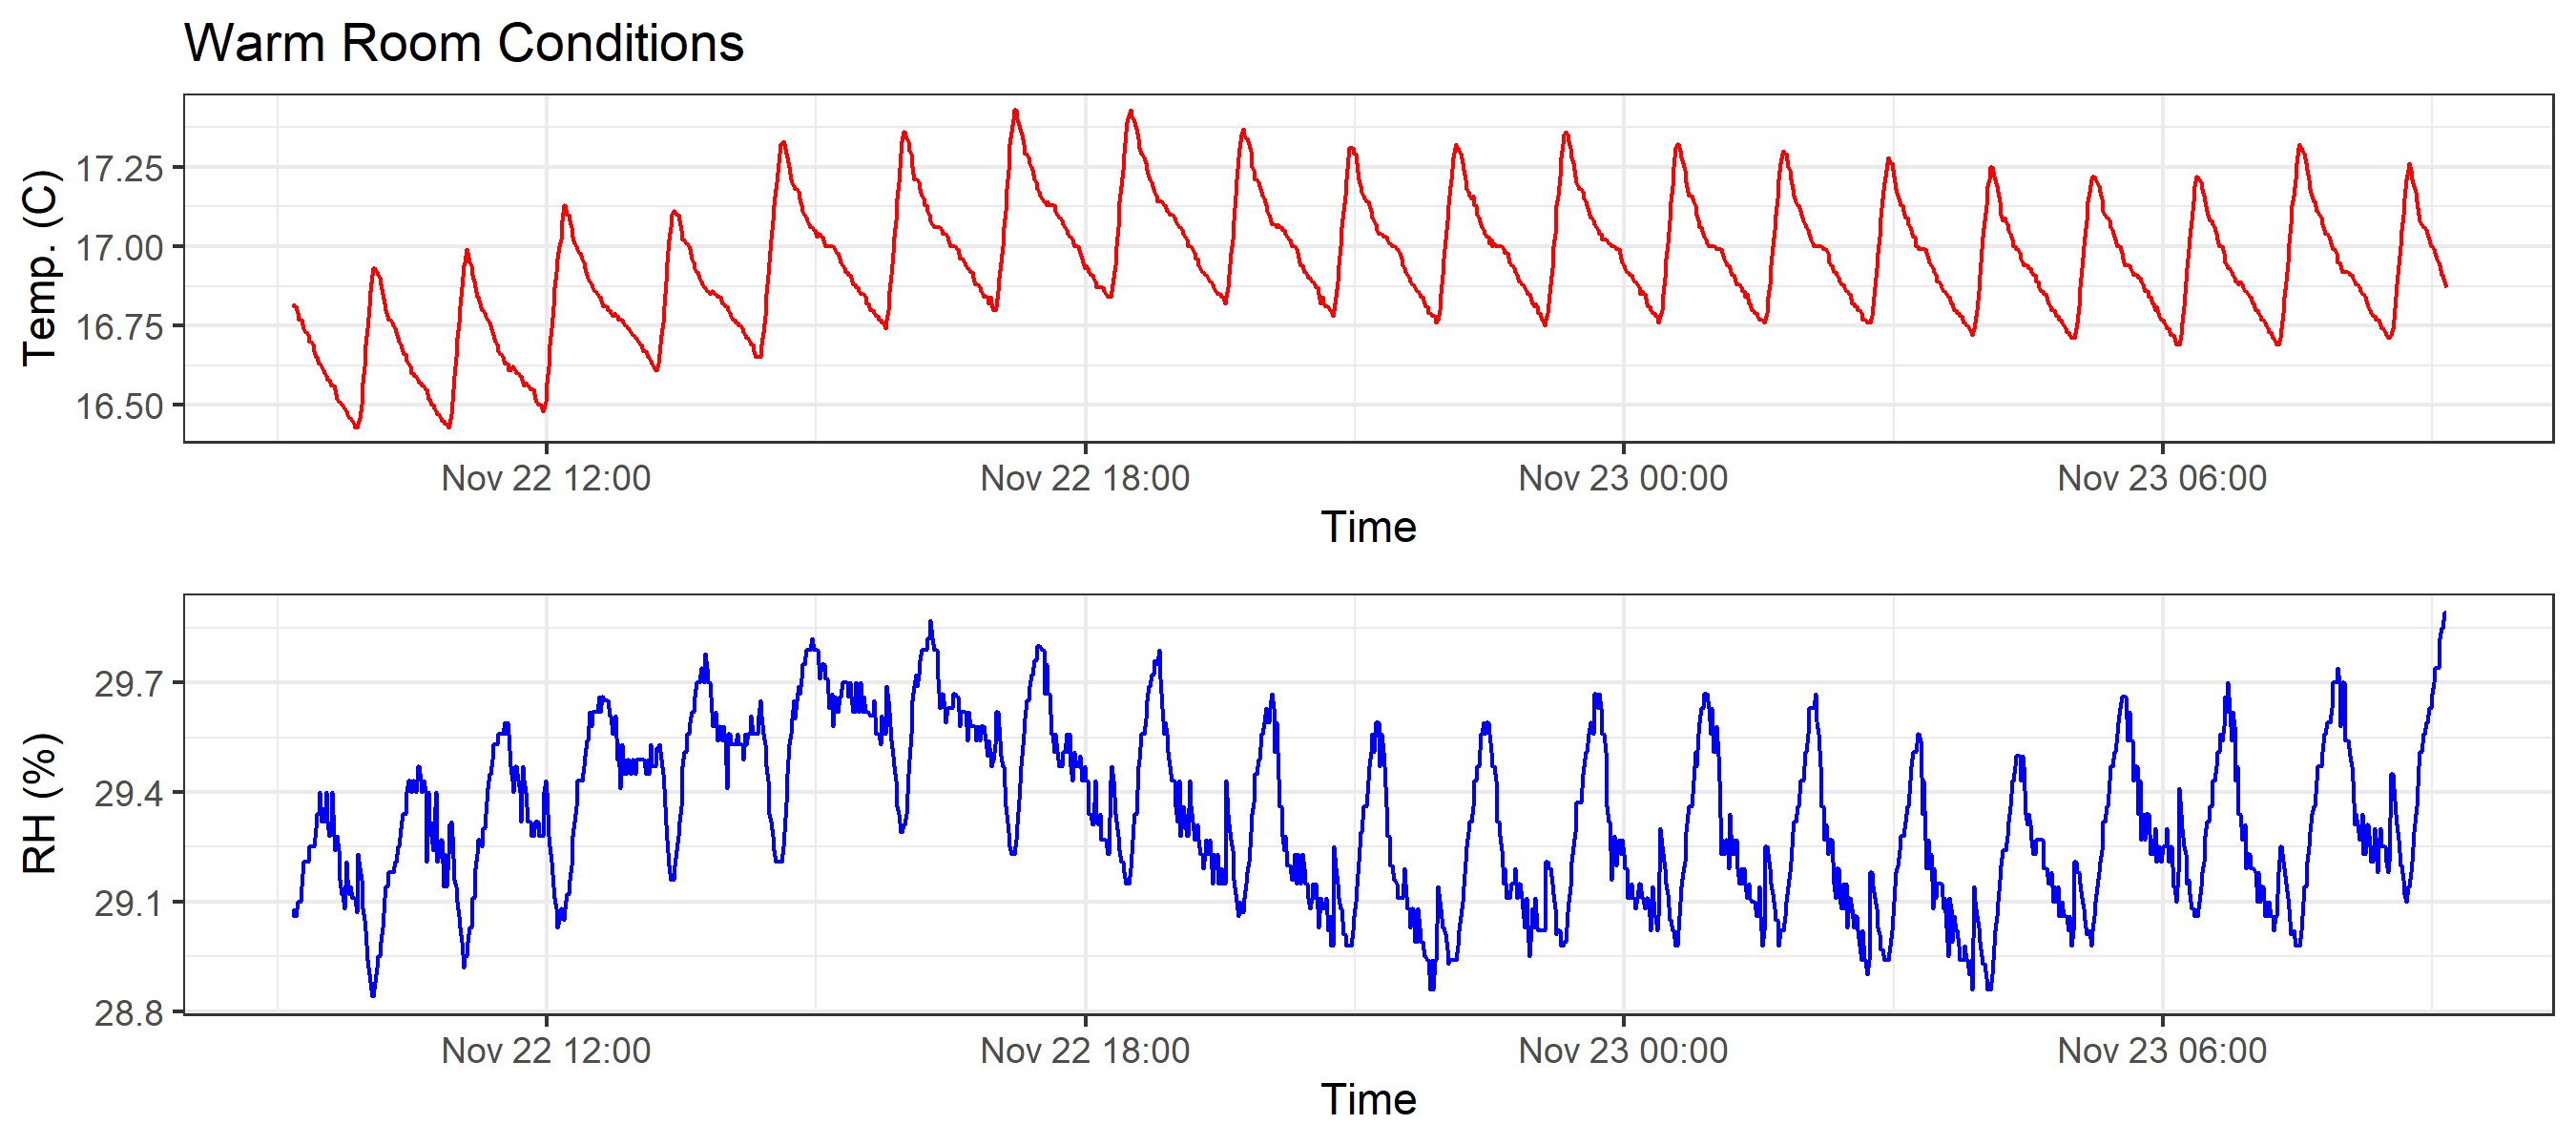 Warm Room Conditions
Temp. (C)
17.25
17.00
16.75
16.50
Nov 22 12:00 Nov 22 18:00 Nov 23 00:00 Nov 23 06:00
Time
RH (%)
29.7
29.4
29.1
28.8
Nov 22 12:00 Nov 22 18:00 Nov 23 00:00 Nov 23 06:00
Time